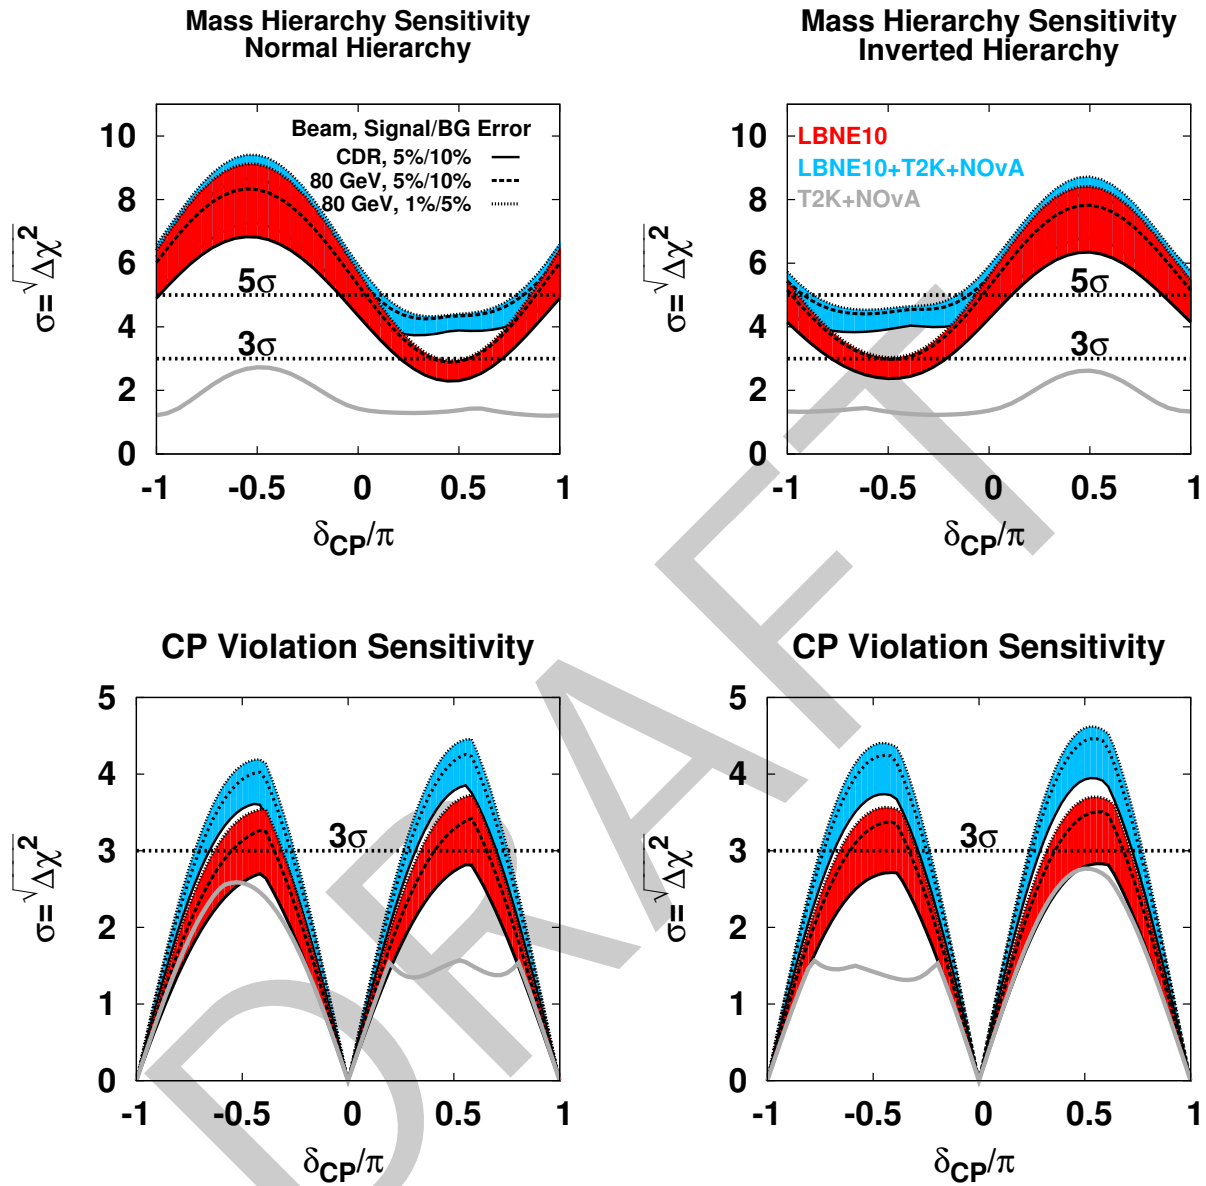 Mass Hierarchy Sensitivity
Normal Hierarchy
10
8
6
4
2
0
σ=√Δχ²
Beam, Signal/BG Error
CDR, 5%/10%
80 GeV, 5%/10%
80 GeV, 1%/5%
5σ
3σ
-1 -0.5 0 0.5 1
δCP/π
Mass Hierarchy Sensitivity
Inverted Hierarchy
10
8
6
4
2
0
σ=√Δχ²
LBNE10
LBNE10+T2K+NOvA
T2K+NOvA
5σ
3σ
-1 -0.5 0 0.5 1
δCP/π
CP Violation Sensitivity
5
4
3
2
1
0
σ=√Δχ²
3σ
-1 -0.5 0 0.5 1
δCP/π
CP Violation Sensitivity
5
4
3
2
1
0
σ=√Δχ²
3σ
-1 -0.5 0 0.5 1
δCP/π
DRAFT